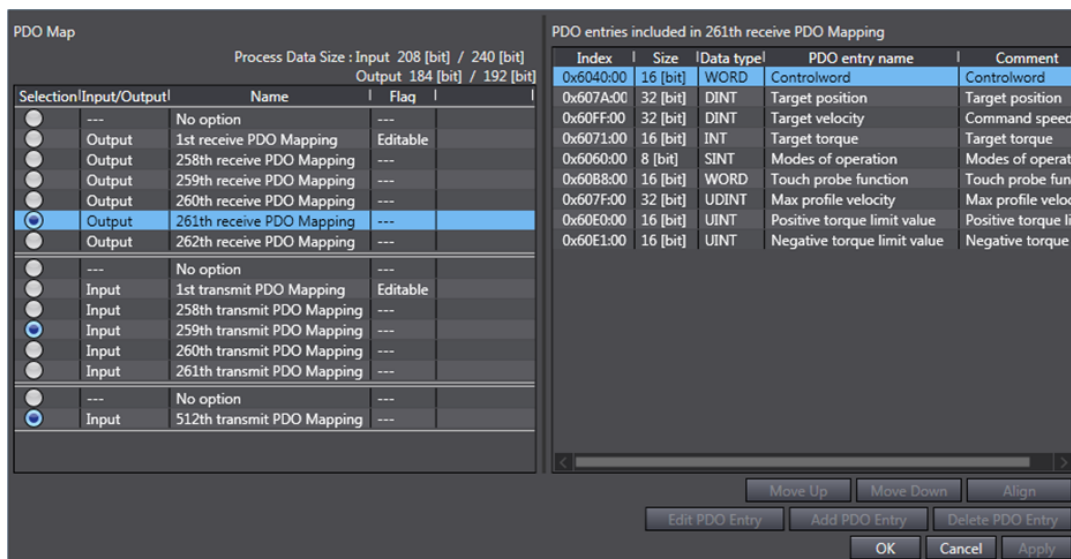 PDO Map
Process Data Size : Input 208 [bit] / 240 [bit]
Output 184 [bit] / 192 [bit]
Selection Input/Output Name Flag
--- No option ---
Output 1st receive PDO Mapping Editable
Output 258th receive PDO Mapping ---
Output 259th receive PDO Mapping ---
Output 260th receive PDO Mapping ---
Output 261th receive PDO Mapping ---
Output 262th receive PDO Mapping ---
--- No option ---
Input 1st transmit PDO Mapping Editable
Input 258th transmit PDO Mapping ---
Input 259th transmit PDO Mapping ---
Input 260th transmit PDO Mapping ---
Input 261th transmit PDO Mapping ---
--- No option ---
Input 512th transmit PDO Mapping ---
PDO entries included in 261th receive PDO Mapping
Index Size Data type PDO entry name Comment
0x6040:00 16 [bit] WORD Controlword Controlword
0x607A:00 32 [bit] DINT Target position Target position
0x60FF:00 32 [bit] DINT Target velocity Command speed
0x6071:00 16 [bit] INT Target torque Target torque
0x6060:00 8 [bit] SINT Modes of operation Modes of operat
0x60B8:00 16 [bit] WORD Touch probe function Touch probe fun
0x607F:00 32 [bit] UDINT Max profile velocity Max profile veloc
0x60E0:00 16 [bit] UINT Positive torque limit value Positive torque li
0x60E1:00 16 [bit] UINT Negative torque limit value Negative torque
Move Up Move Down Align
Edit PDO Entry Add PDO Entry Delete PDO Entry
OK Cancel Apply